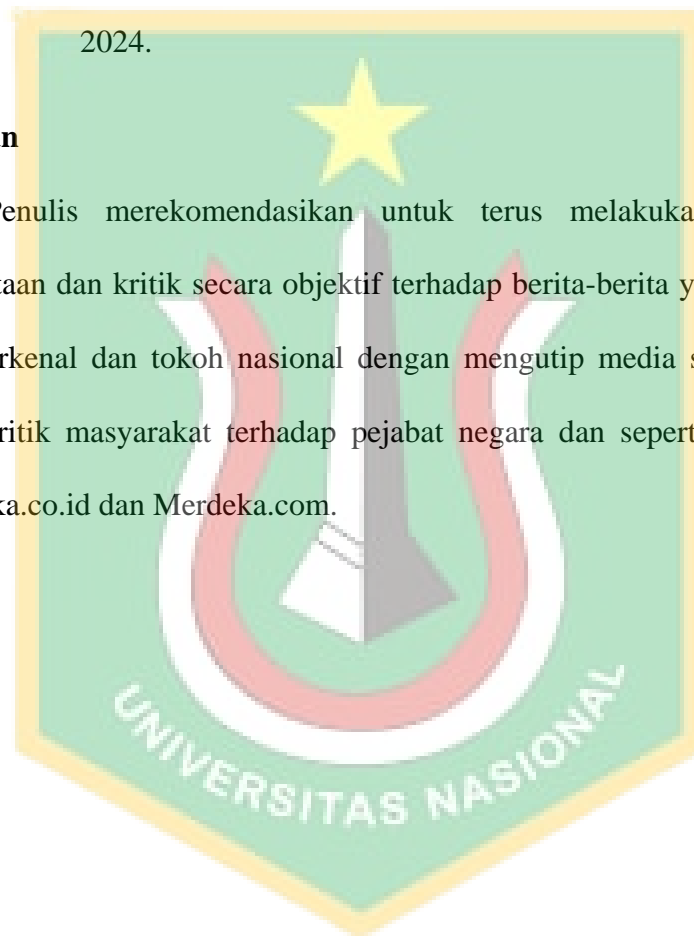 2024.
an
Penulis merekomendasikan untuk terus melakuka
taan dan kritik secara objektif terhadap berita-berita y
rkenal dan tokoh nasional dengan mengutip media s
ritik masyarakat terhadap pejabat negara dan sepert
ka.co.id dan Merdeka.com.
UNIVERSITAS NASIONAL